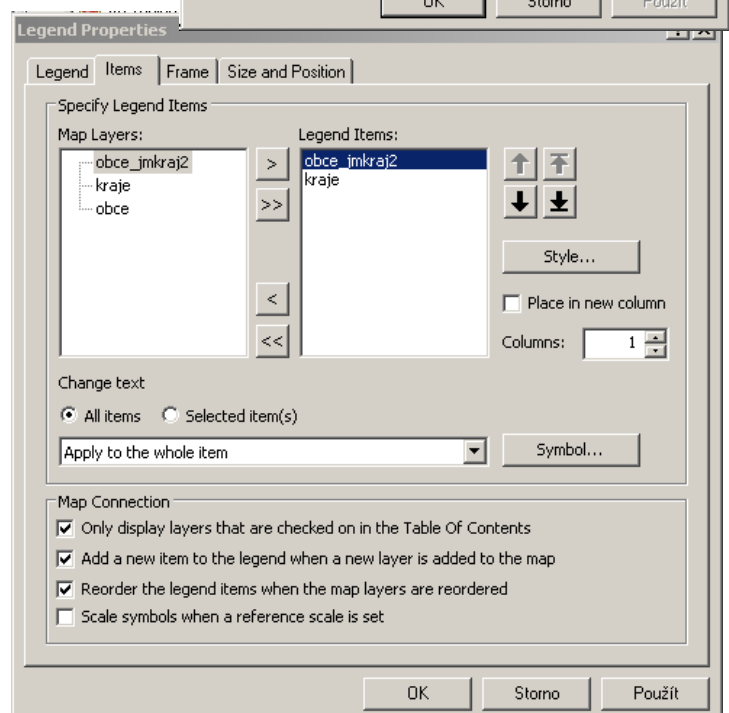 OK Storno Použít
Legend Properties
Legend Items Frame Size and Position
Specify Legend Items
Map Layers: Legend Items:
obce_jmkraj2 > obce_jmkraj2
kraje kraje
obce >>
Style...
< Place in new column
<< Columns: 1
Change text
All items Selected item(s)
Apply to the whole item Symbol...
Map Connection
Only display layers that are checked on in the Table Of Contents
Add a new item to the legend when a new layer is added to the map
Reorder the legend items when the map layers are reordered
Scale symbols when a reference scale is set
OK Storno Použít